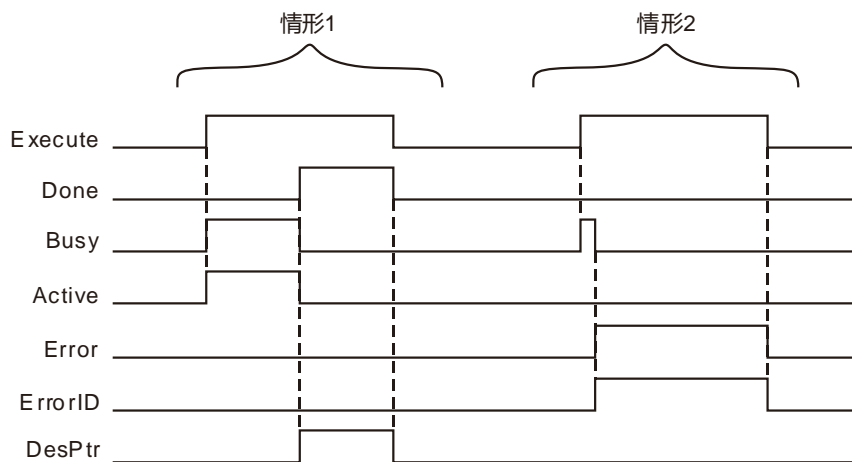 情形1 情形2
Execute
Done
Busy
Active
Error
ErrorID
DesPtr